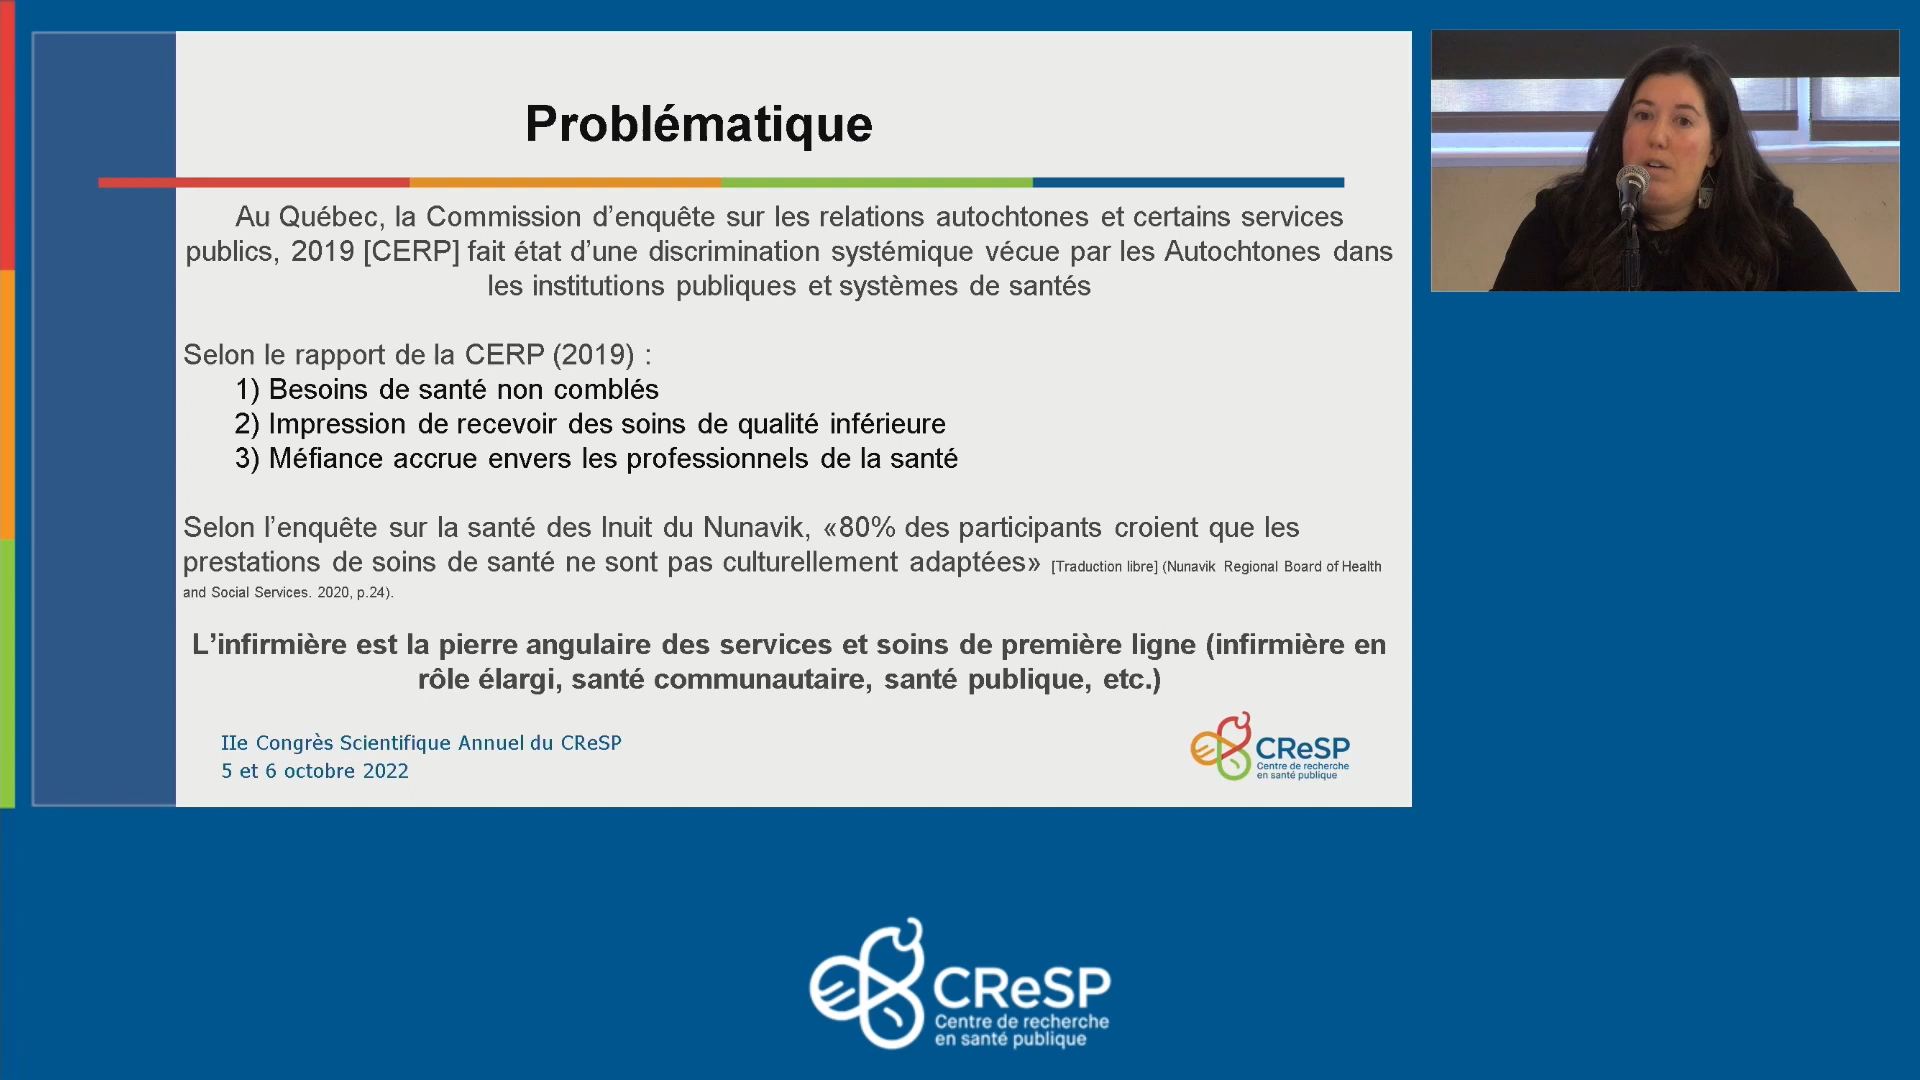 Problématique
Au Québec, la Commission d’enquête sur les relations autochtones et certains services
publics, 2019 [CERP] fait état d’une discrimination systémique vécue par les Autochtones dans
les institutions publiques et systèmes de santés
Selon le rapport de la CERP (2019) :
1) Besoins de santé non comblés
2) Impression de recevoir des soins de qualité inférieure
3) Méfiance accrue envers les professionnels de la santé
Selon l’enquête sur la santé des Inuit du Nunavik, «80% des participants croient que les
prestations de soins de santé ne sont pas culturellement adaptées» [Traduction libre] (Nunavik Regional Board of Health
and Social Services. 2020, p.24).
L’infirmière est la pierre angulaire des services et soins de première ligne (infirmière en
rôle élargi, santé communautaire, santé publique, etc.)
IIe Congrès Scientifique Annuel du CReSP
5 et 6 octobre 2022
CReSP
Centre de recherche
en santé publique
CReSP
Centre de recherche
en santé publique